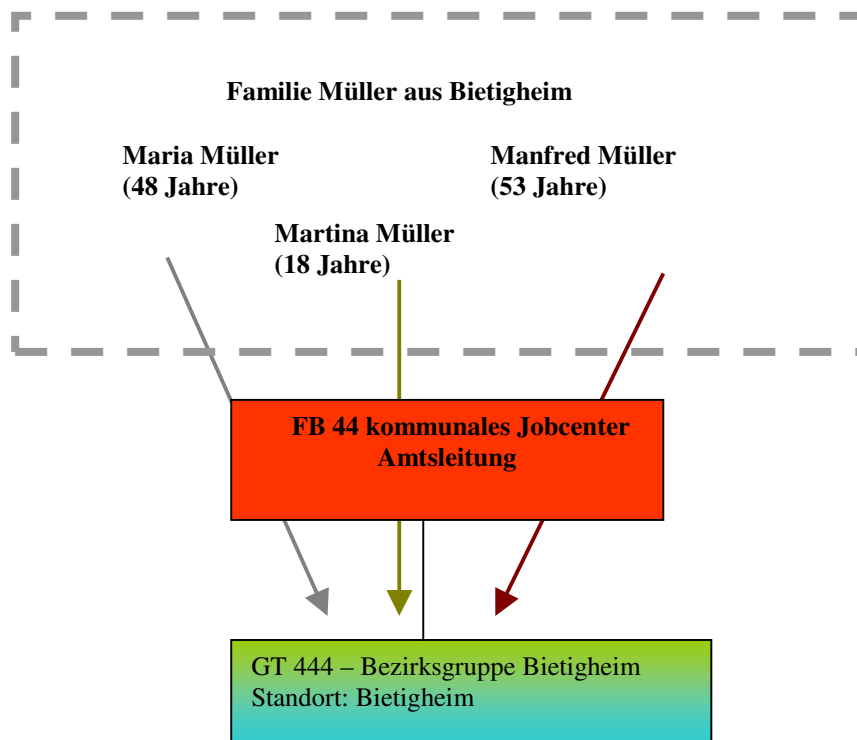 Familie Müller aus Bietigheim
Maria Müller
(48 Jahre)
Manfred Müller
(53 Jahre)
Martina Müller
(18 Jahre)
FB 44 kommunales Jobcenter
Amtsleitung
GT 444 – Bezirksgruppe Bietigheim
Standort: Bietigheim